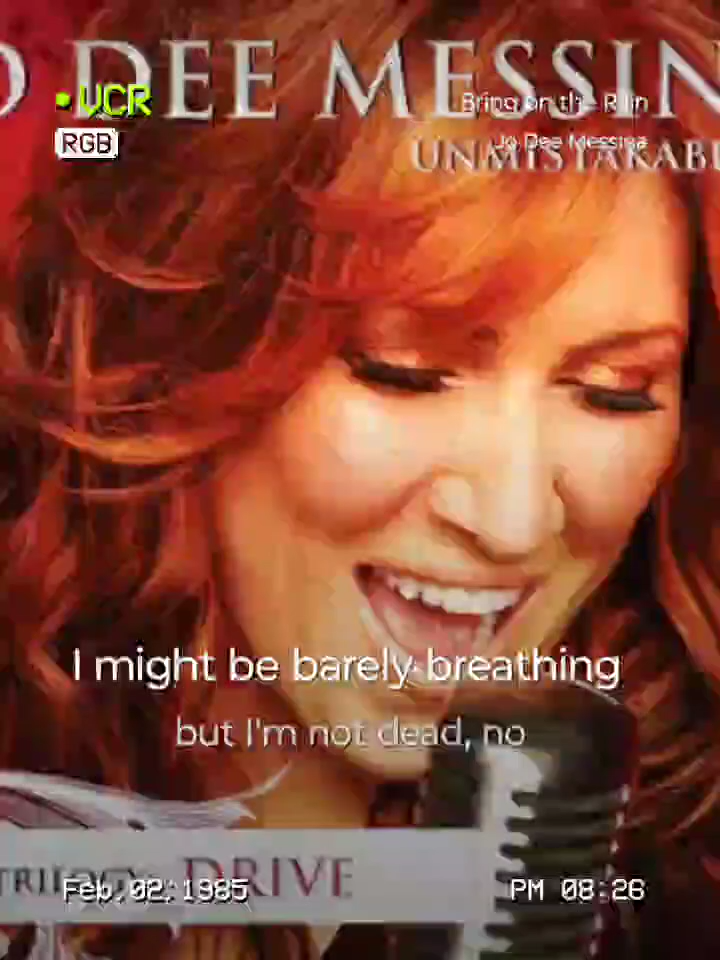 O DEE MESSIN
• VCR
Bring on the Rain
RGB
Jo Dee Messina
UNMISTAKABL
I might be barely breathing
but I'm not dead, no
TRILOGY DRIVE
Feb.02.1985
PM 08:26